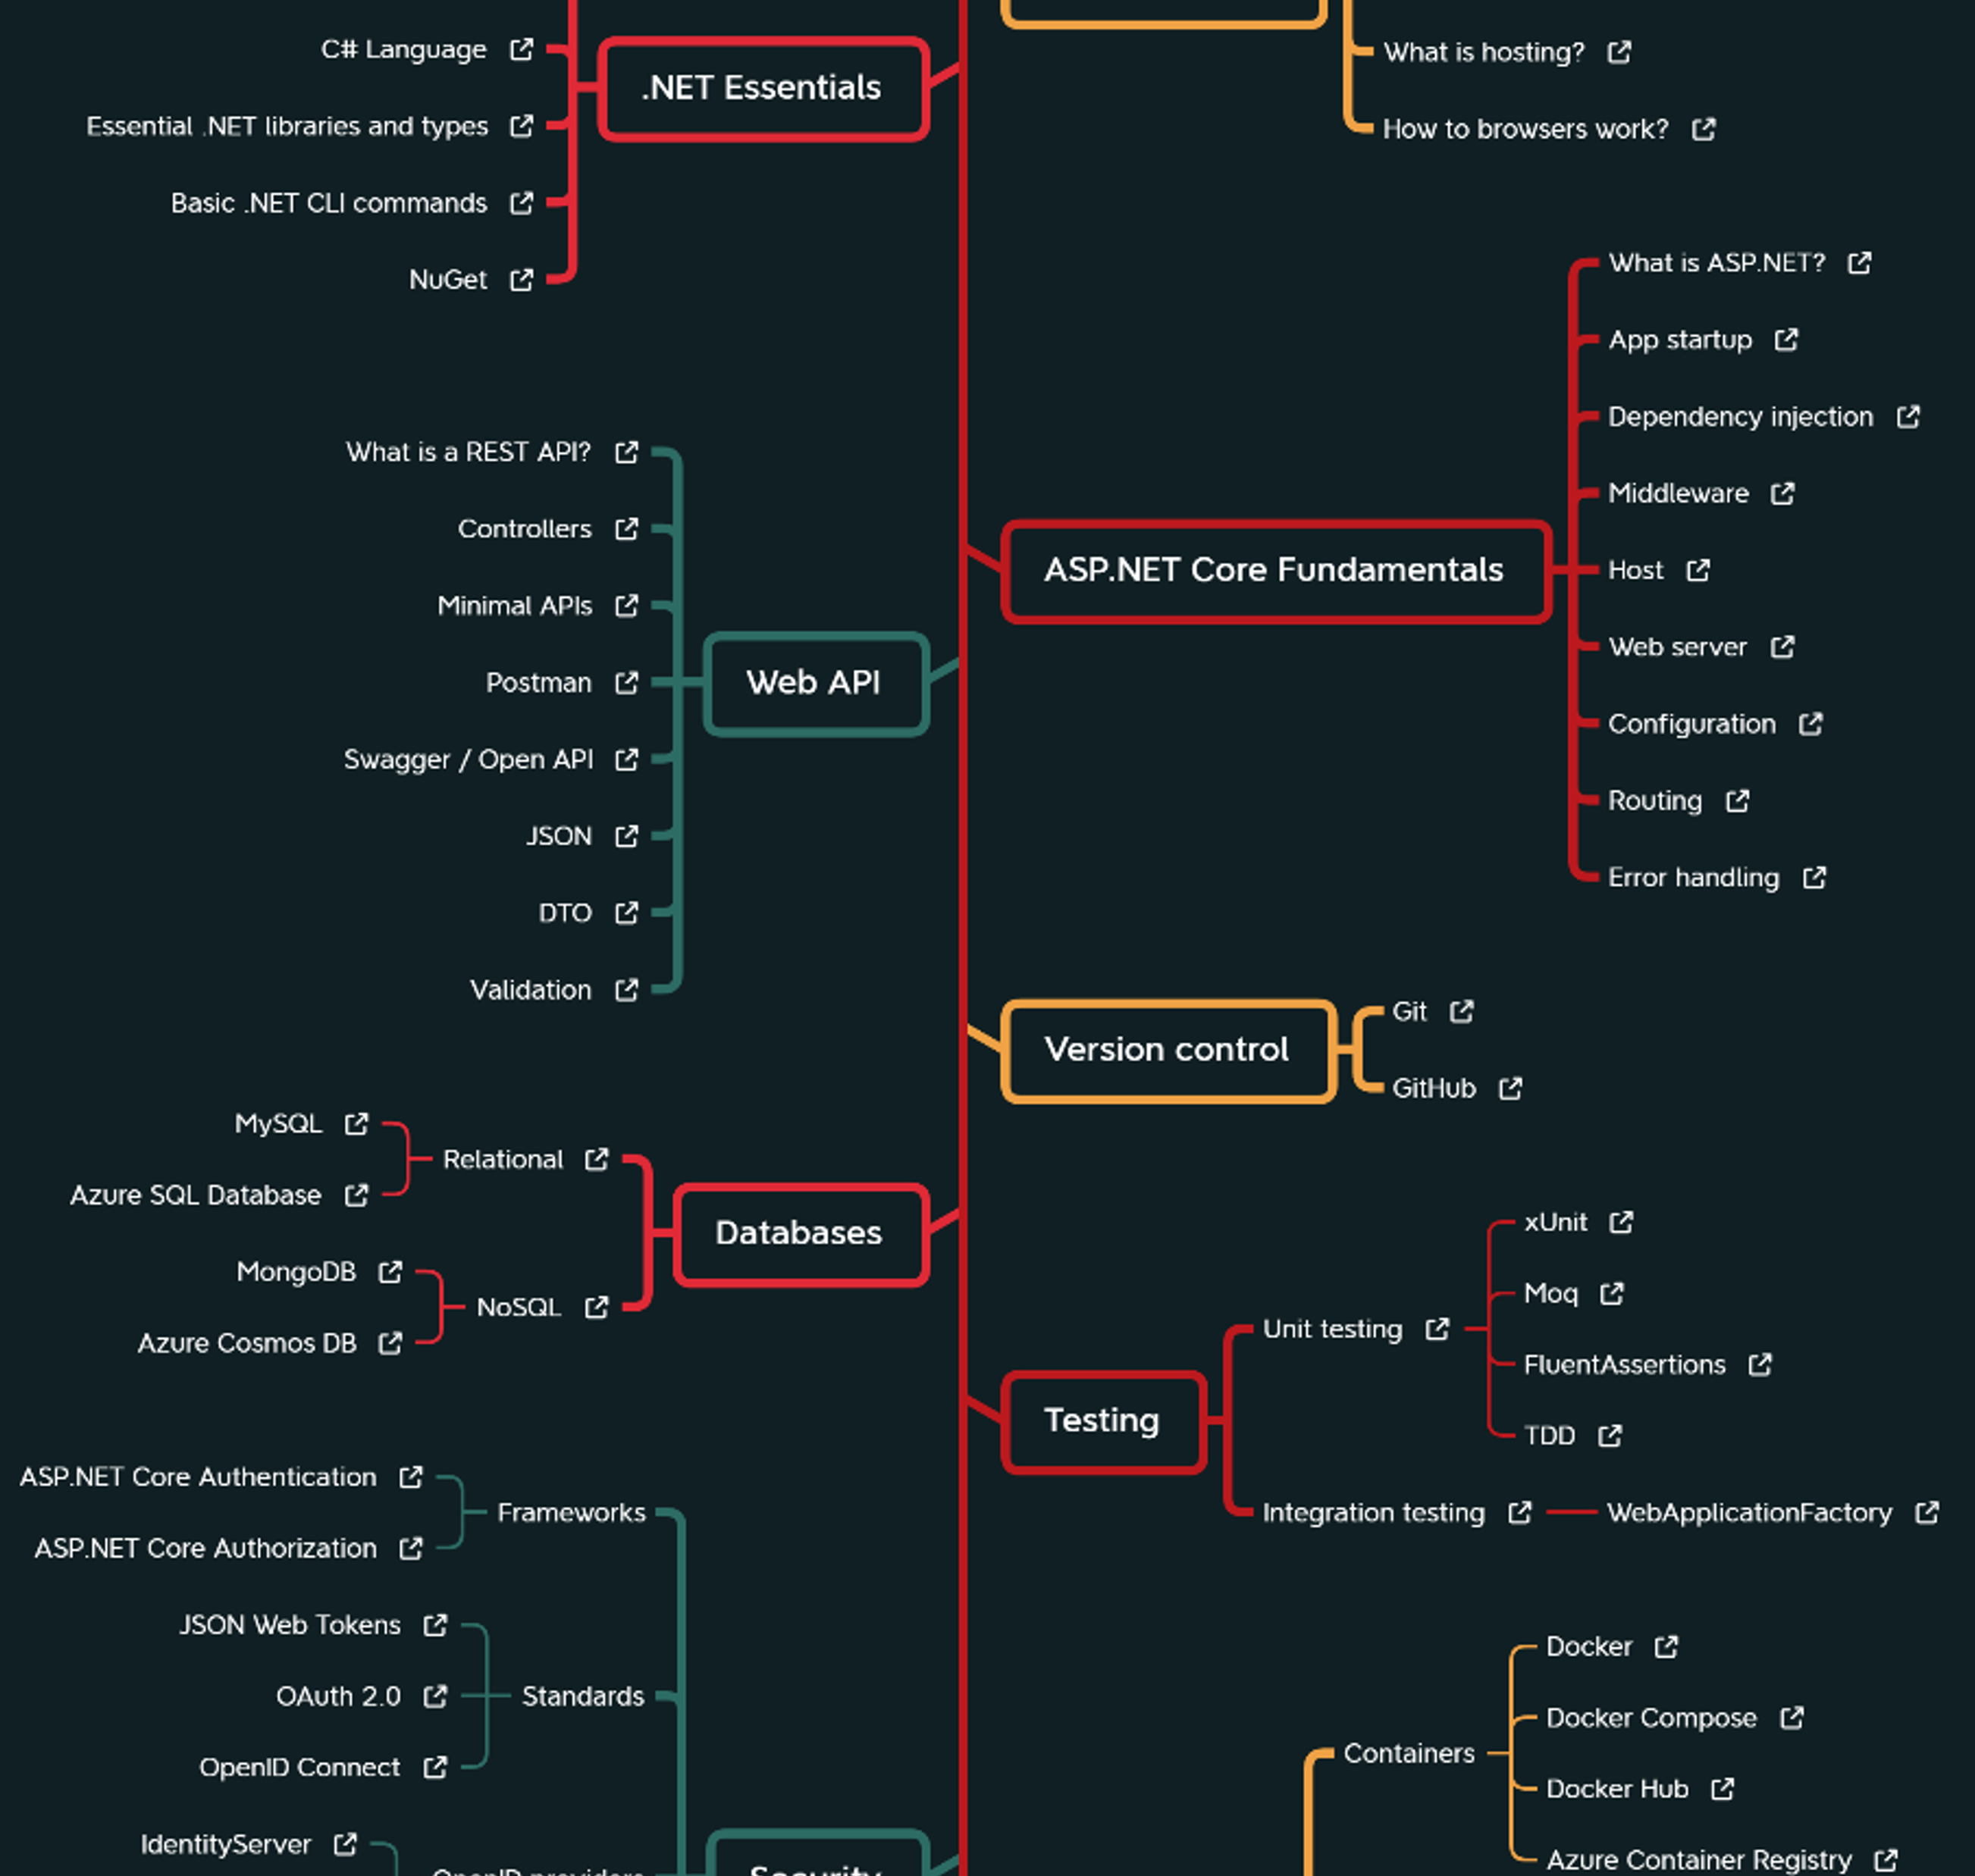 C# Language
.NET Essentials
Essential .NET libraries and types
Basic .NET CLI commands
NuGet
What is hosting?
How to browsers work?
What is ASP.NET?
App startup
Dependency injection
Middleware
ASP.NET Core Fundamentals
Host
Web server
Configuration
Routing
Error handling
What is a REST API?
Controllers
Minimal APIs
Postman
Web API
Swagger / Open API
JSON
DTO
Validation
Version control
Git
GitHub
MySQL
Relational
Azure SQL Database
Databases
MongoDB
NoSQL
Azure Cosmos DB
xUnit
Moq
Unit testing
FluentAssertions
TDD
Testing
Integration testing
WebApplicationFactory
ASP.NET Core Authentication
Frameworks
ASP.NET Core Authorization
JSON Web Tokens
OAuth 2.0
Standards
OpenID Connect
IdentityServer
OpenID providers
Security
Docker
Docker Compose
Containers
Docker Hub
Azure Container Registry